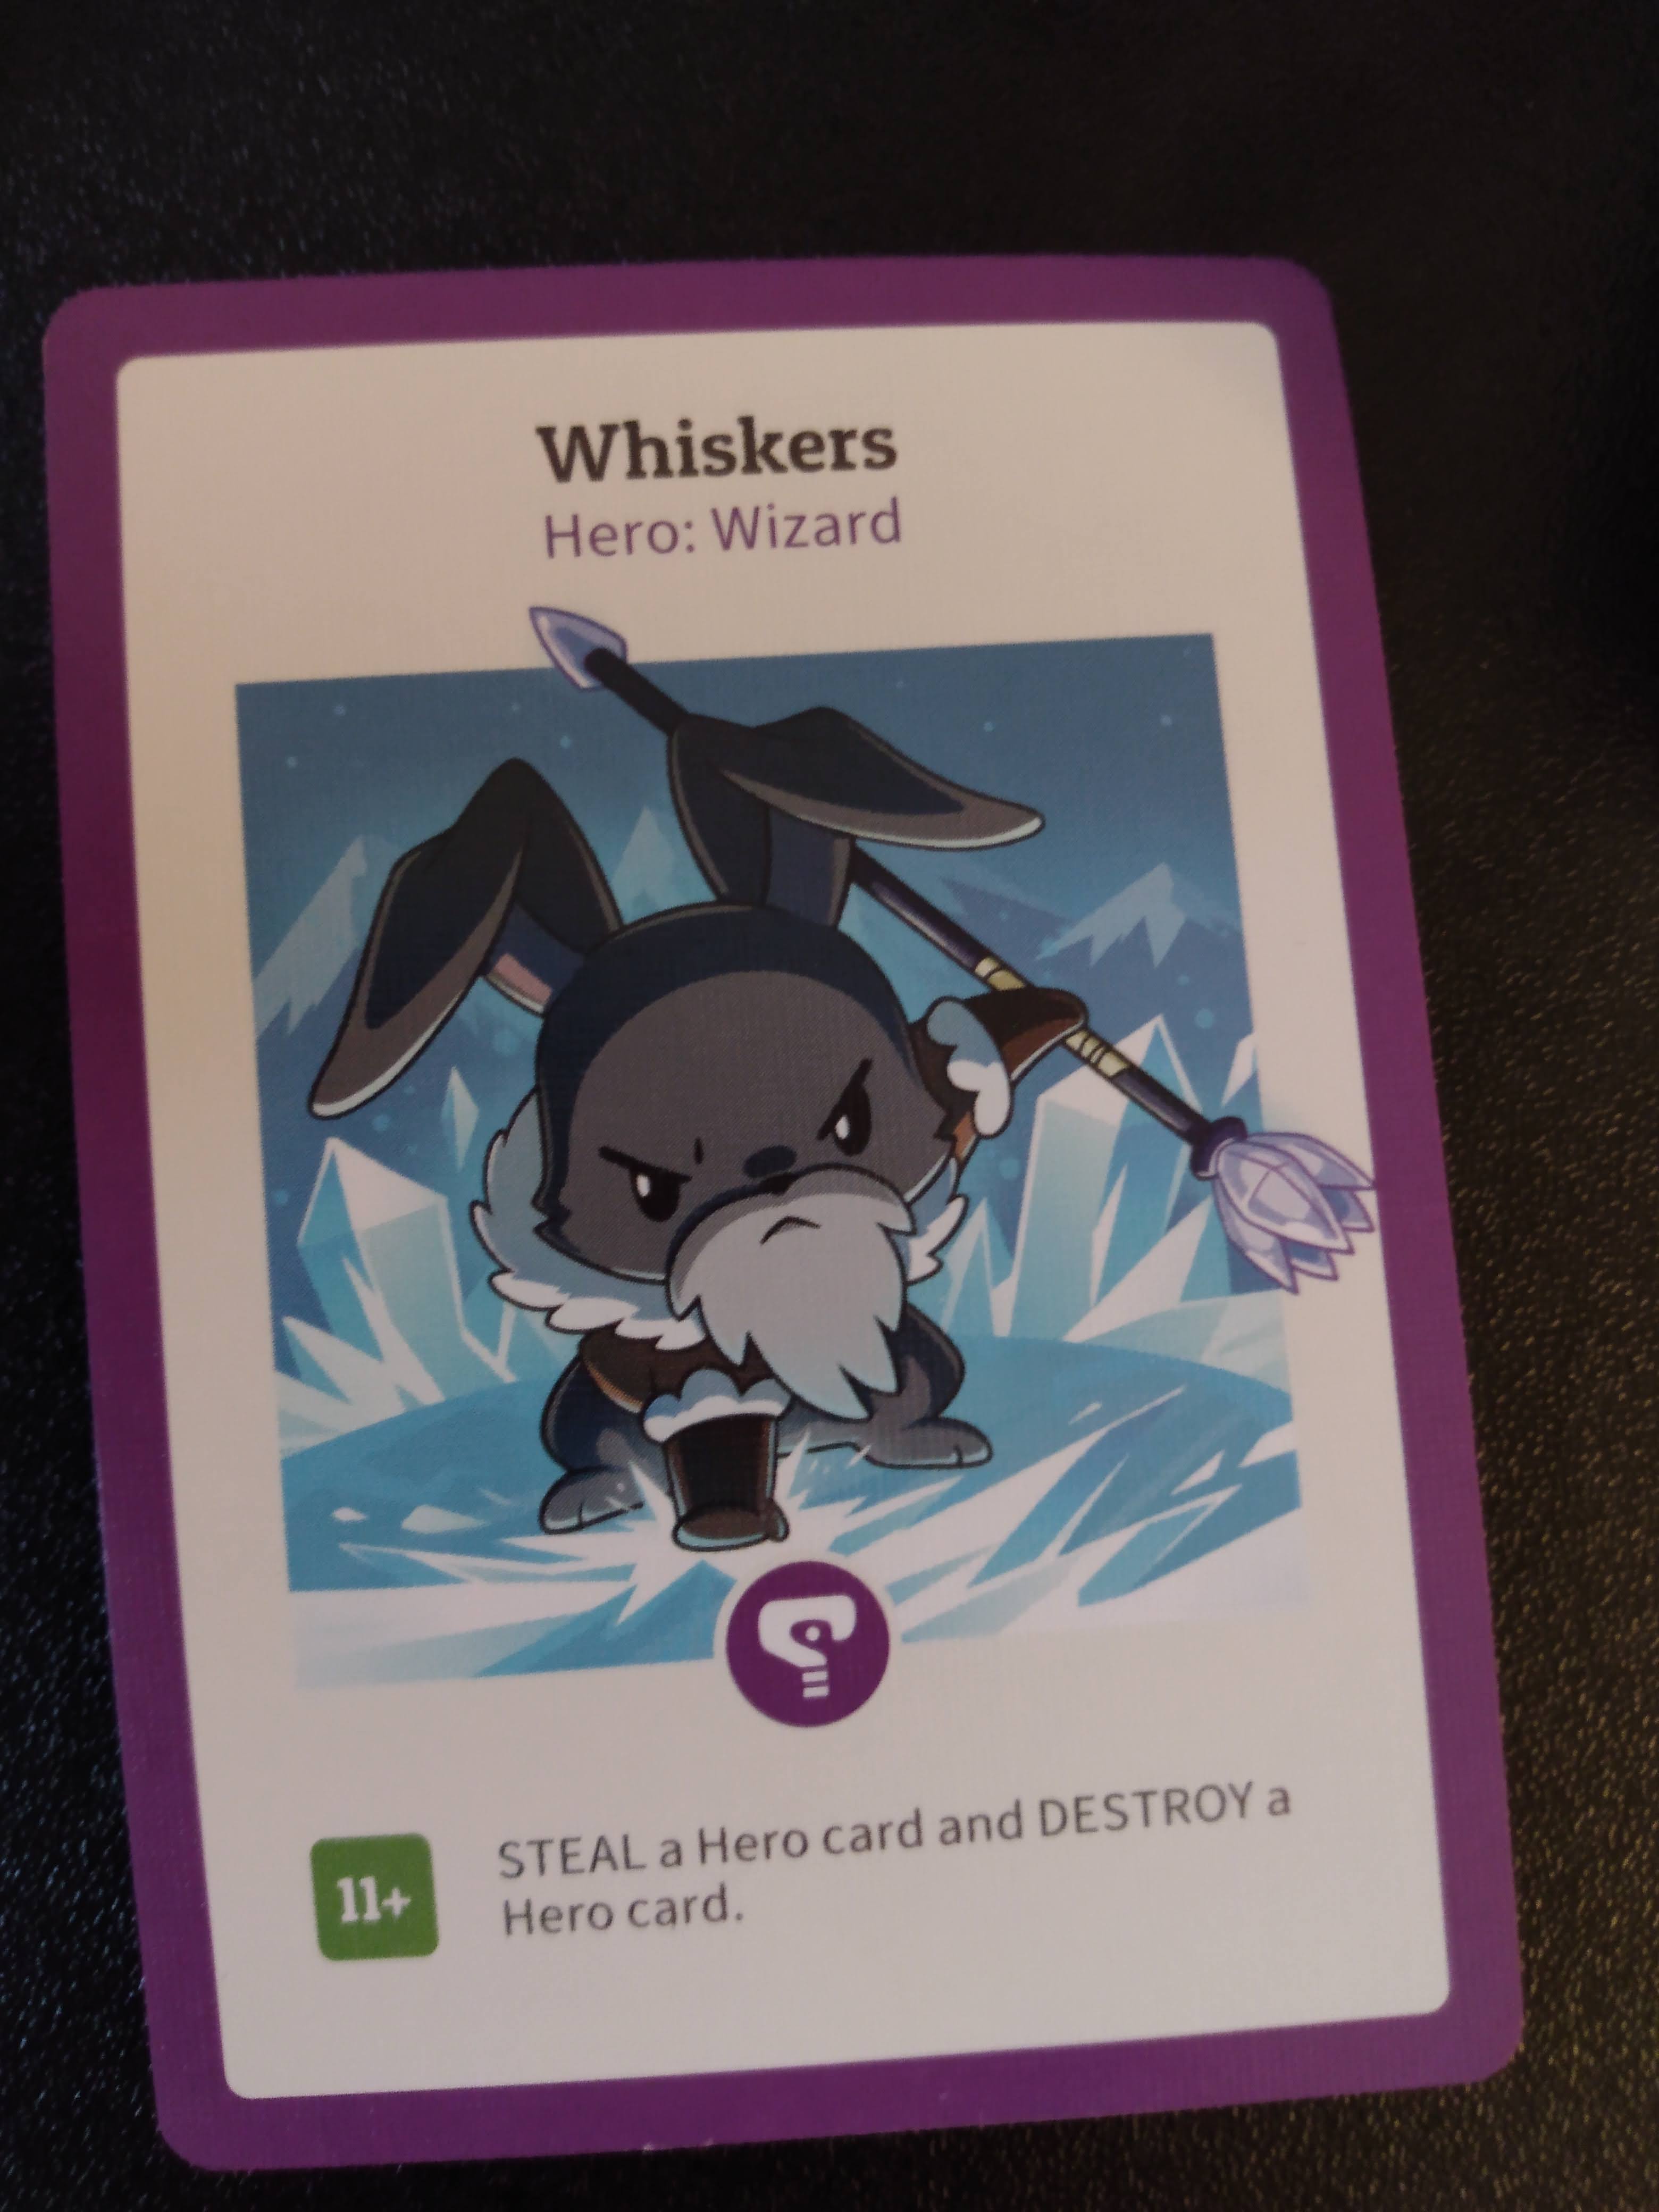 Whiskers
Hero: Wizard
11+
STEAL a Hero card and DESTROY a
Hero card.